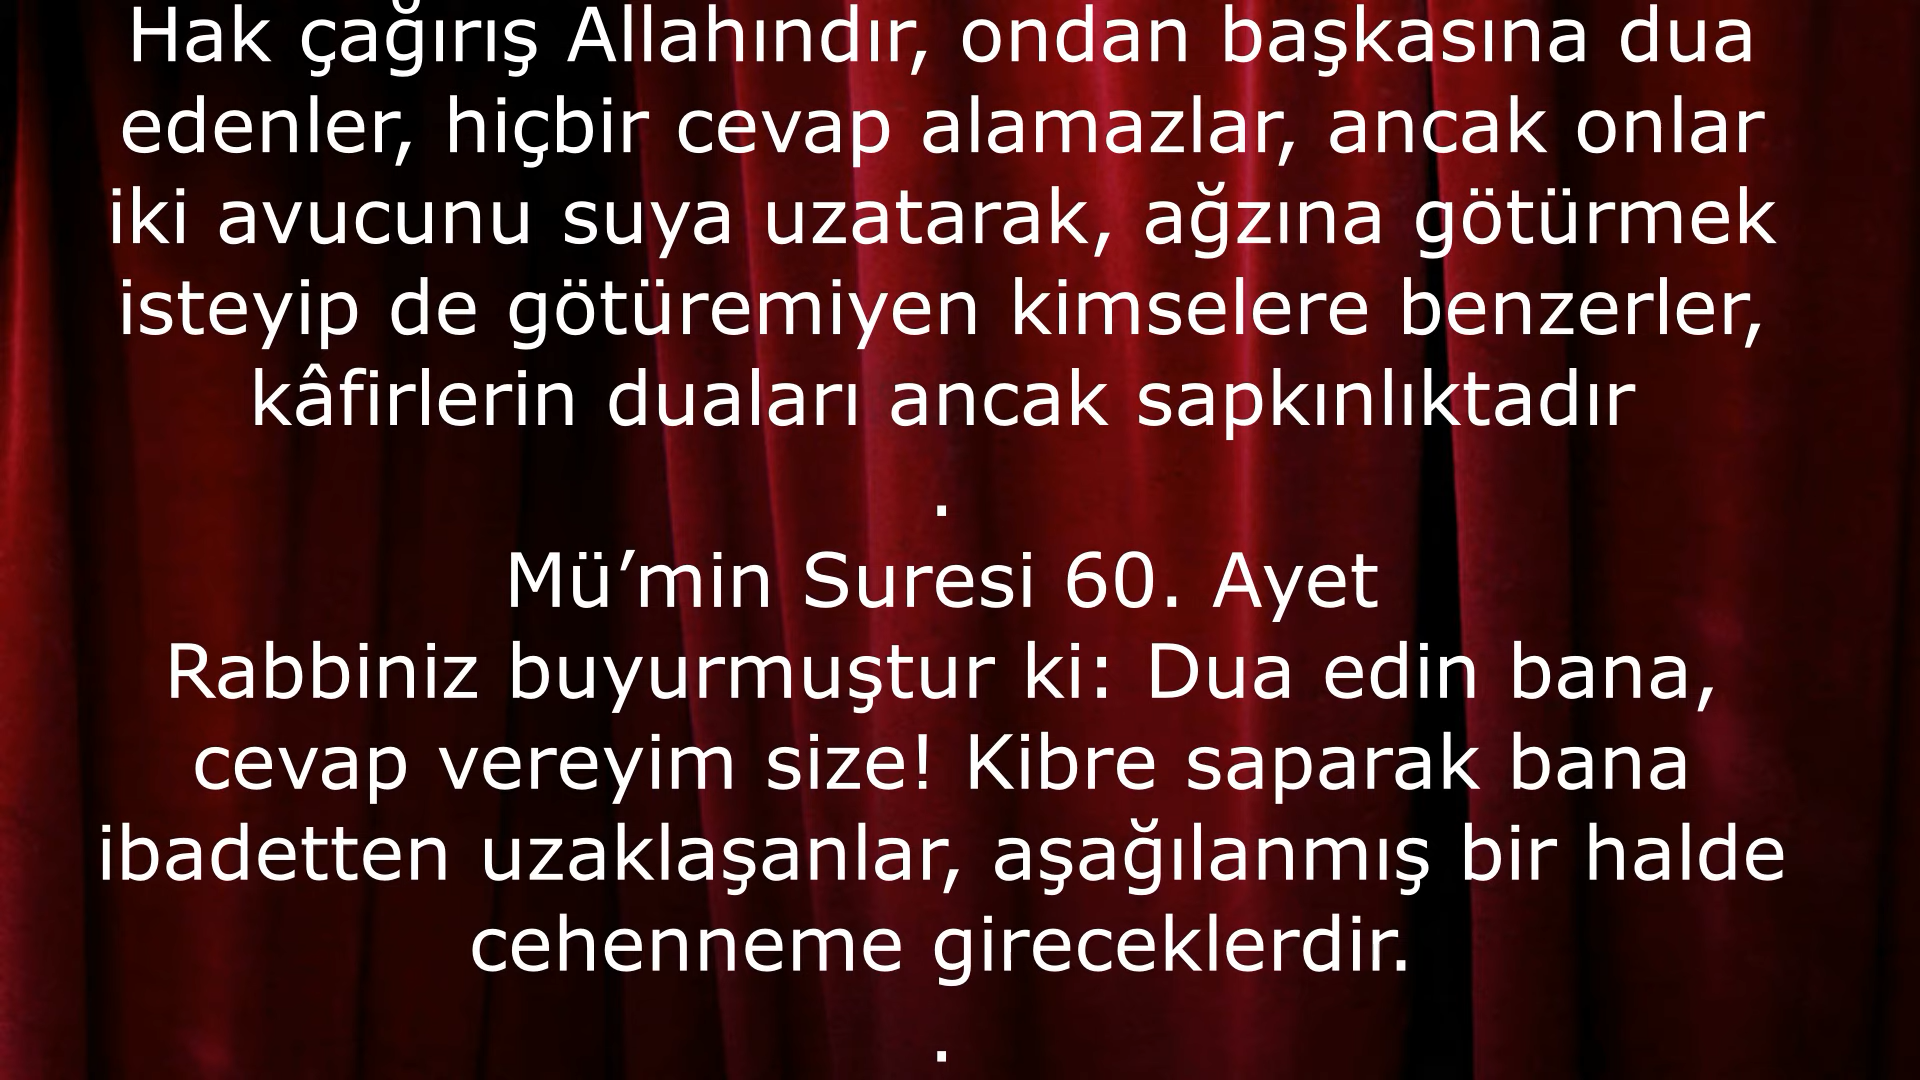 Hak çağırış Allahındır, ondan başkasına dua
edenler, hiçbir cevap alamazlar, ancak onlar
iki avucunu suya uzatarak, ağzına götürmek
isteyip de götüremiyen kimselere benzerler,
kâfirlerin duaları ancak sapkınlıktadır
.
Mü’min Suresi 60. Ayet
Rabbiniz buyurmuştur ki: Dua edin bana,
cevap vereyim size! Kibre saparak bana
ibadetten uzaklaşanlar, aşağılanmış bir halde
cehenneme gireceklerdir.
.